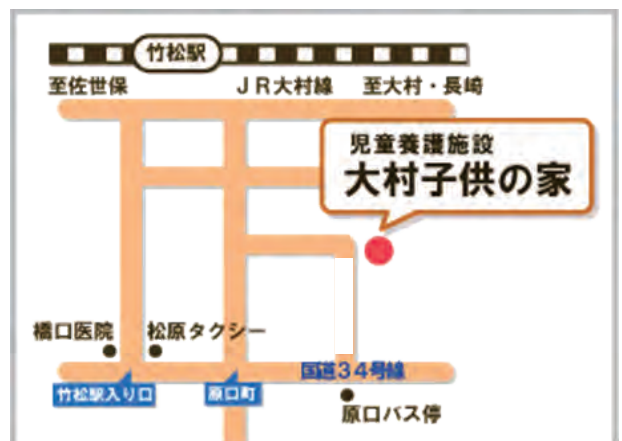 竹松駅
至佐世保
JR大村線
至大村・長崎
児童養護施設
大村子供の家
橋口医院
松原タクシー
国道34号線
竹松駅入り口
原口町
原口バス停